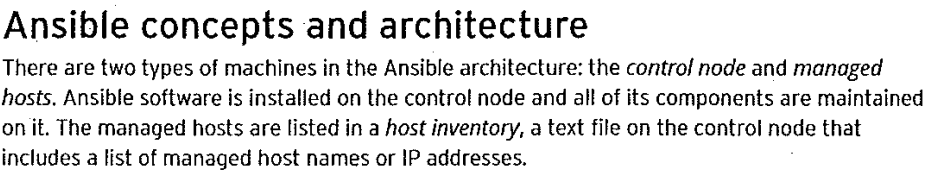 Ansible concepts and architecture
There are two types of machines in the Ansible architecture: the control node and managed
hosts. Ansible software is installed on the control node and all of its components are maintained
on it. The managed hosts are listed in a host inventory, a text file on the control node that
includes a list of managed host names or IP addresses.